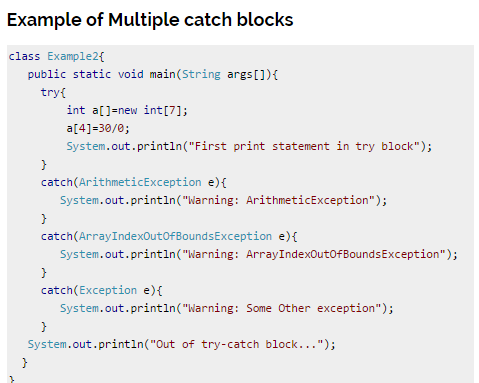 Example of Multiple catch blocks
class Example2{
public static void main(String args[]){
try{
int a[]=new int[7];
a[4]=30/0;
System.out.println("First print statement in try block");
}
catch(ArithmeticException e){
System.out.println("Warning: ArithmeticException");
}
catch(ArrayIndexOutOfBoundsException e){
System.out.println("Warning: ArrayIndexOutOfBoundsException");
}
catch(Exception e){
System.out.println("Warning: Some Other exception");
}
System.out.println("Out of try-catch block...");
}
}